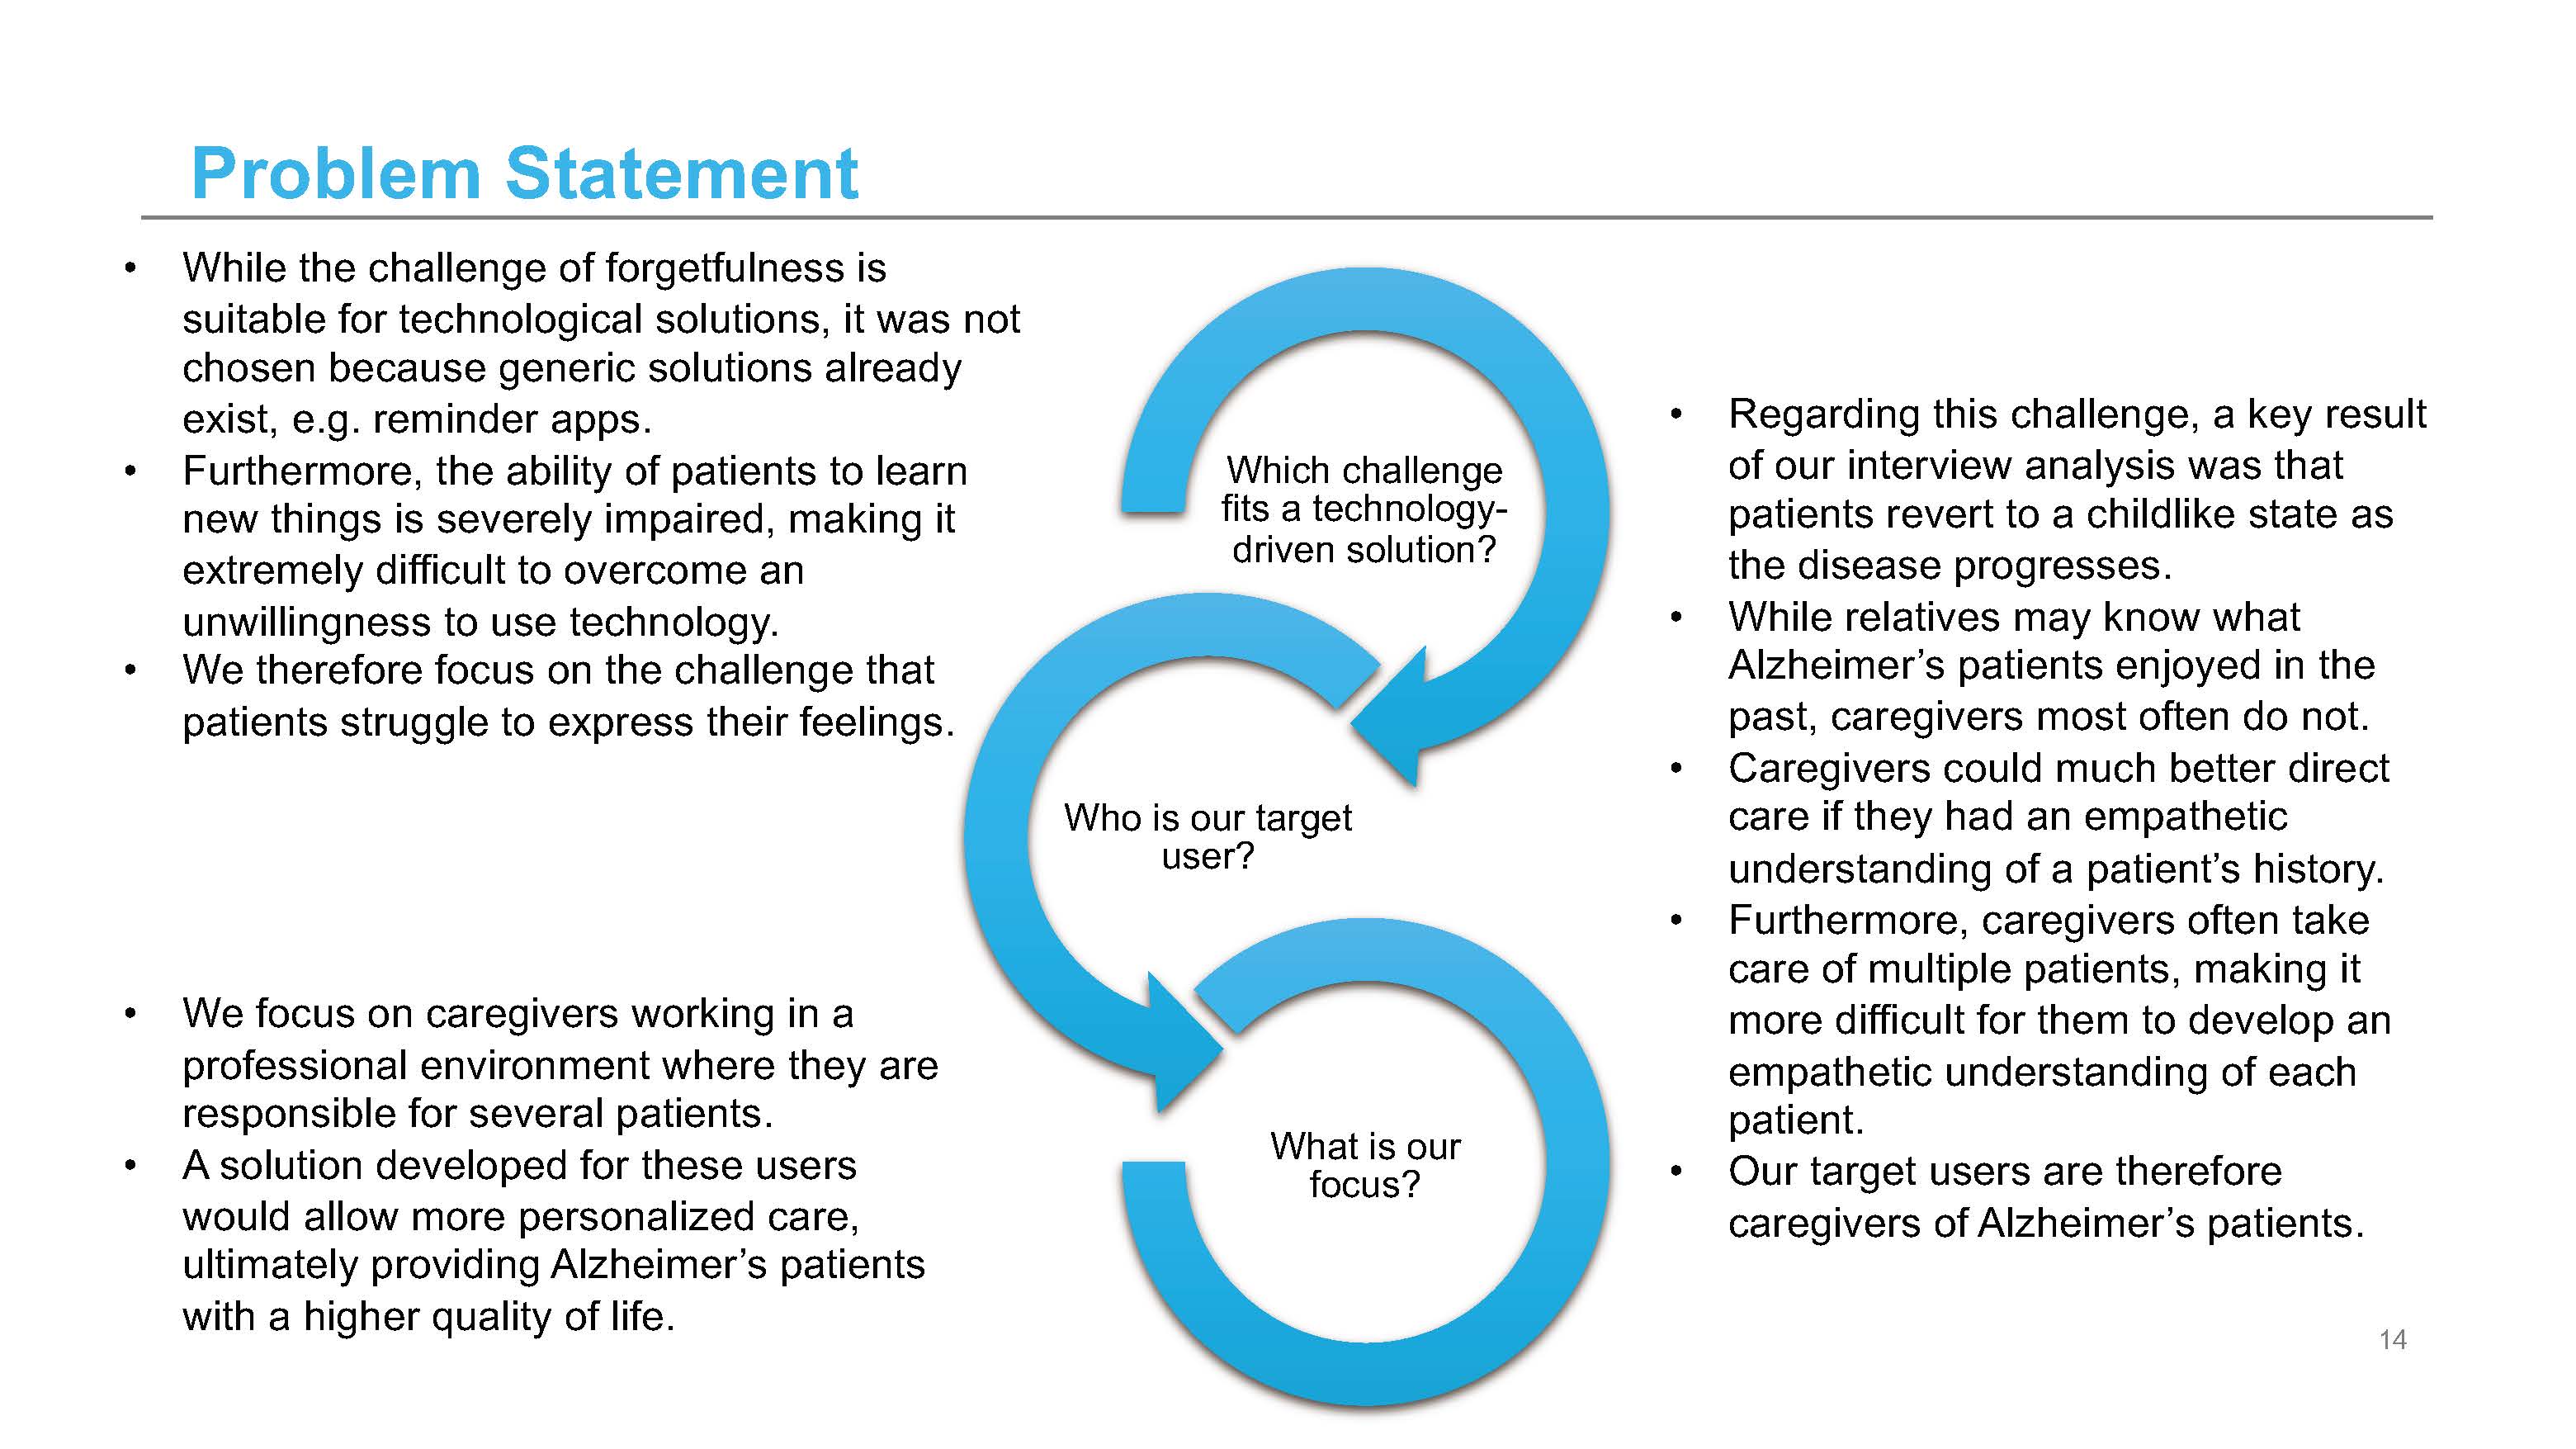 Problem Statement
• While the challenge of forgetfulness is
suitable for technological solutions, it was not
chosen because generic solutions already
exist, e.g. reminder apps.
• Furthermore, the ability of patients to learn
new things is severely impaired, making it
extremely difficult to overcome an
unwillingness to use technology.
• We therefore focus on the challenge that
patients struggle to express their feelings.
Which challenge
fits a technology-
driven solution?
Who is our target
user?
• Regarding this challenge, a key result
of our interview analysis was that
patients revert to a childlike state as
the disease progresses.
• While relatives may know what
Alzheimer’s patients enjoyed in the
past, caregivers most often do not.
• Caregivers could much better direct
care if they had an empathetic
understanding of a patient’s history.
• Furthermore, caregivers often take
care of multiple patients, making it
more difficult for them to develop an
empathetic understanding of each
patient.
• Our target users are therefore
caregivers of Alzheimer’s patients.
• We focus on caregivers working in a
professional environment where they are
responsible for several patients.
• A solution developed for these users
would allow more personalized care,
ultimately providing Alzheimer’s patients
with a higher quality of life.
What is our
focus?
14